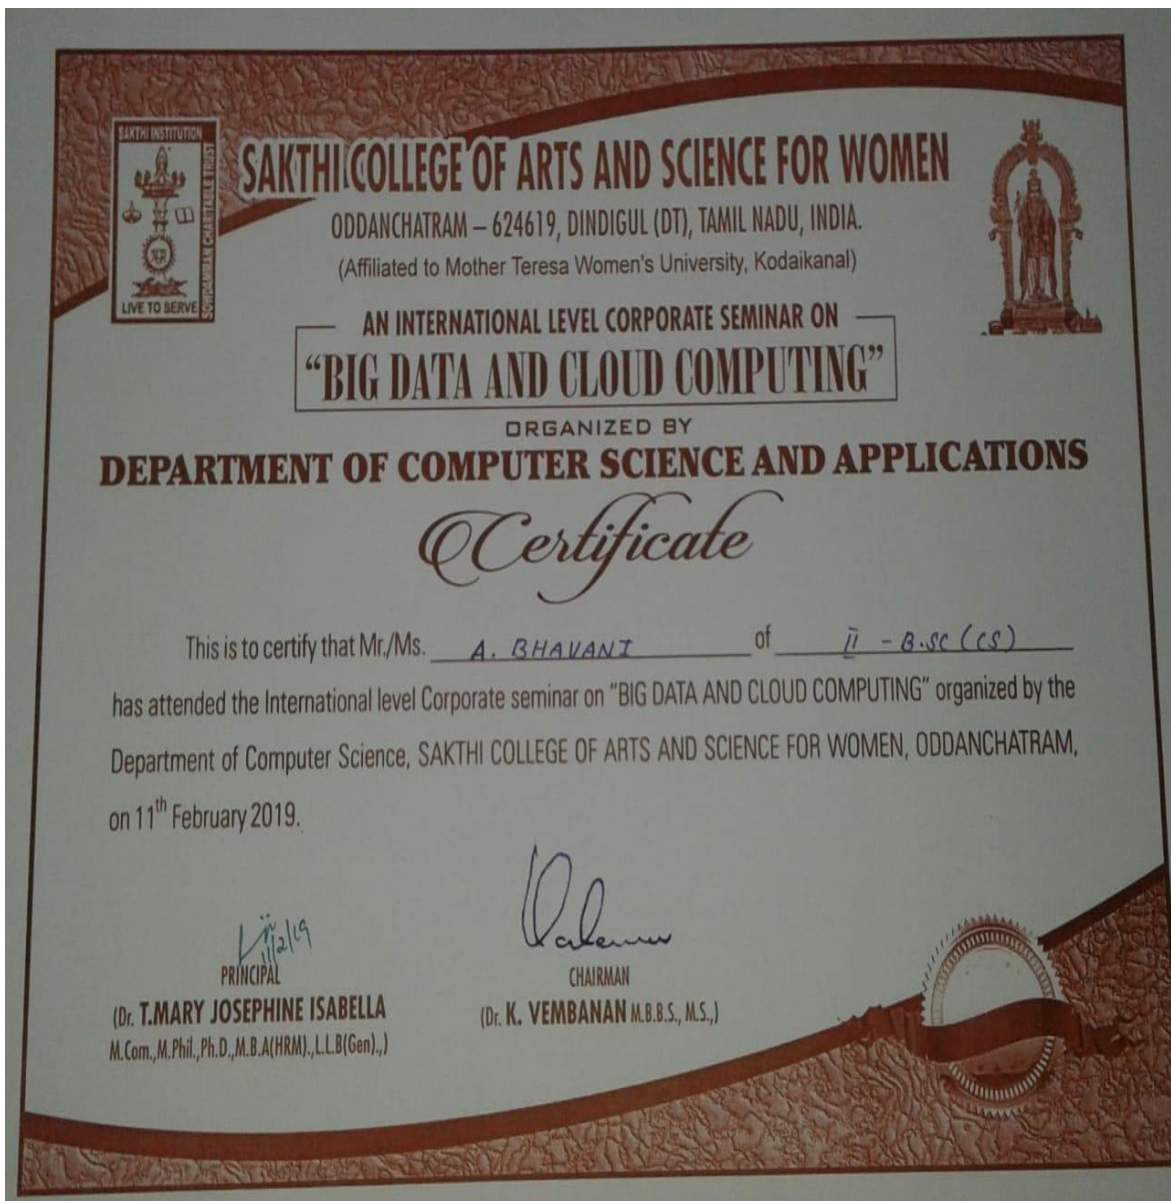 SAKTHI INSTITUTION
SOWDAMMAN CHARITABLE TRUST
LIVE TO SERVE
SAKTHI COLLEGE OF ARTS AND SCIENCE FOR WOMEN
ODDANCHATRAM – 624619, DINDIGUL (DT), TAMIL NADU, INDIA.
(Affiliated to Mother Teresa Women's University, Kodaikanal)
AN INTERNATIONAL LEVEL CORPORATE SEMINAR ON
“BIG DATA AND CLOUD COMPUTING”
ORGANIZED BY
DEPARTMENT OF COMPUTER SCIENCE AND APPLICATIONS
Certificate
This is to certify that Mr./Ms. A. BHAVANI of II - B.SC (CS)
has attended the International level Corporate seminar on “BIG DATA AND CLOUD COMPUTING” organized by the
Department of Computer Science, SAKTHI COLLEGE OF ARTS AND SCIENCE FOR WOMEN, ODDANCHATRAM,
on 11th February 2019.
11/2/19
PRINCIPAL
(Dr. T.MARY JOSEPHINE ISABELLA
M.Com.,M.Phil.,Ph.D.,M.B.A(HRM).,L.L.B(Gen).,)
CHAIRMAN
(Dr. K. VEMBANAN M.B.B.S., M.S.,)